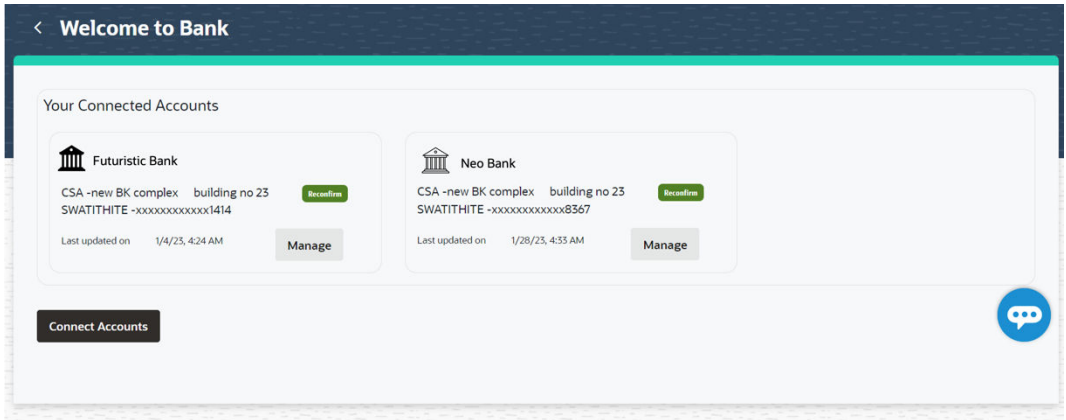 Welcome to Bank
Your Connected Accounts
Futuristic Bank
CSA -new BK complex building no 23
SWATITHITE -xxxxxxxxxxxx1414
Reconfirm
Last updated on 1/4/23, 4:24 AM
Manage
Neo Bank
CSA -new BK complex building no 23
SWATITHITE -xxxxxxxxxxxx8367
Reconfirm
Last updated on 1/28/23, 4:33 AM
Manage
Connect Accounts